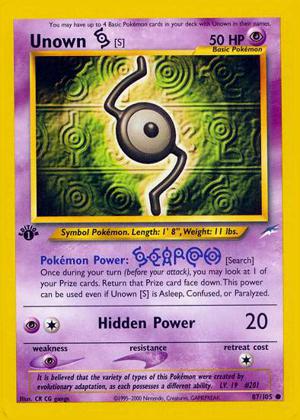 You may have up to 4 Basic Pokémon cards in your deck with Unown in their names.
Unown [S] 50 HP
Basic Pokémon
EDITION
1
Symbol Pokémon. Length: 1' 8", Weight: 11 lbs.
Pokémon Power: SEARCH [Search]
Once during your turn (before your attack), you may look at 1 of
your Prize cards. Return that Prize card face down. This power
can be used even if Unown [S] is Asleep, Confused, or Paralyzed.
Hidden Power 20
weakness resistance retreat cost
It is believed that the variety of types of this Pokémon were created by
evolutionary adaptation, as each possesses a different ability. LV. 19 #201
Illus. CR CG gangs
©1995-2000 Nintendo, Creatures, GAMEFREAK.
87/105